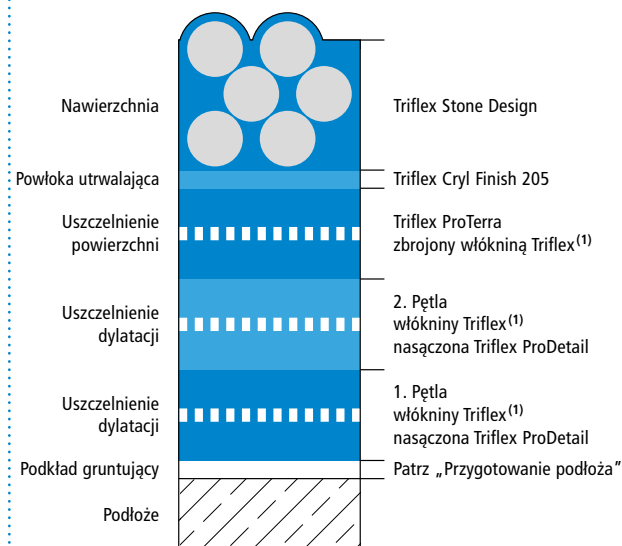 Nawierzchnia
Triflex Stone Design
Powłoka utrwalająca
Triflex Cryl Finish 205
Uszczelnienie
powierzchni
Triflex ProTerra
zbrojony włókniną Triflex(1)
Uszczelnienie
dylatacji
2. Pętla
włókniny Triflex(1)
nasączona Triflex ProDetail
Uszczelnienie
dylatacji
1. Pętla
włókniny Triflex(1)
nasączona Triflex ProDetail
Podkład gruntujący
Patrz „Przygotowanie podłoża”
Podłoże